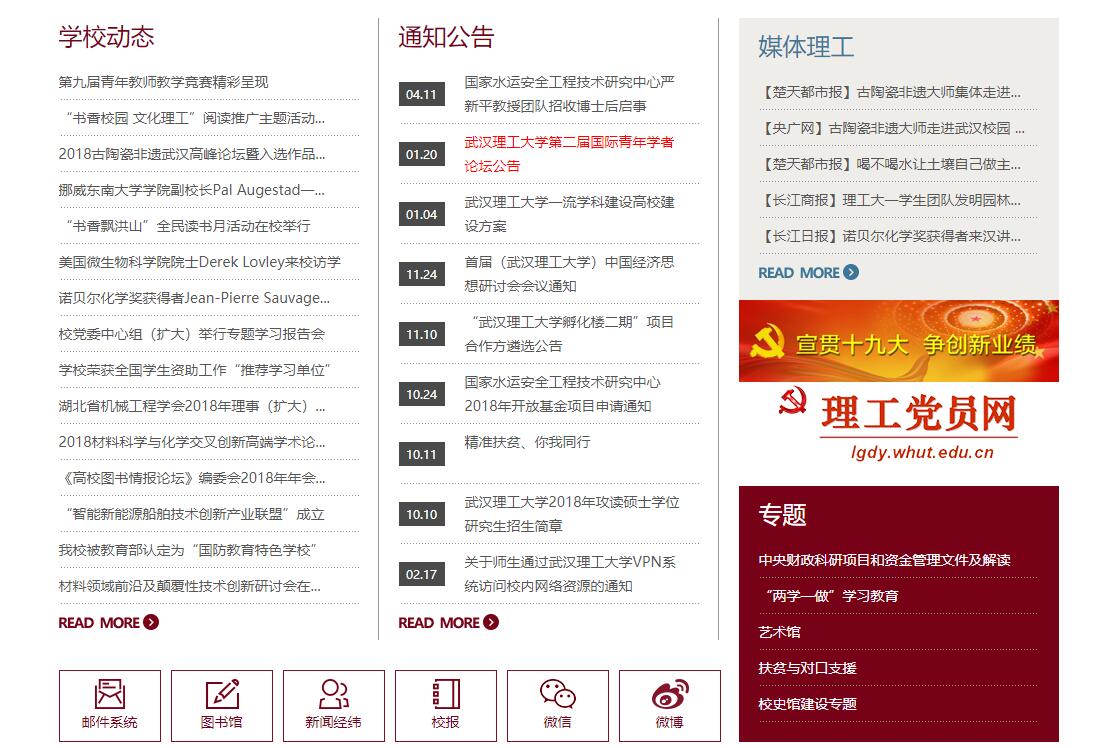 学校动态
第九届青年教师教学竞赛精彩呈现
“书香校园 文化理工”阅读推广主题活动...
2018古陶瓷非遗武汉高峰论坛暨入选作品...
挪威东南大学学院副校长Pal Augestad一...
“书香飘洪山”全民读书月活动在校举行
美国微生物科学院院士Derek Lovley来校访学
诺贝尔化学奖获得者Jean-Pierre Sauvage...
校党委中心组（扩大）举行专题学习报告会
学校荣获全国学生资助工作“推荐学习单位”
湖北省机械工程学会2018年理事（扩大）...
2018材料科学与化学交叉创新高端学术论...
《高校图书情报论坛》编委会2018年年会...
“智能新能源船舶技术创新产业联盟”成立
我校被教育部认定为“国防教育特色学校”
材料领域前沿及颠覆性技术创新研讨会在...
READ MORE
通知公告
04.11
国家水运安全工程技术研究中心严
新平教授团队招收博士后启事
01.20
武汉理工大学第二届国际青年学者
论坛公告
01.04
武汉理工大学一流学科建设高校建
设方案
11.24
首届（武汉理工大学）中国经济思
想研讨会会议通知
11.10
“武汉理工大学孵化楼二期”项目
合作方遴选公告
10.24
国家水运安全工程技术研究中心
2018年开放基金项目申请通知
10.11
精准扶贫、你我同行
10.10
武汉理工大学2018年攻读硕士学位
研究生招生简章
02.17
关于师生通过武汉理工大学VPN系
统访问校内网络资源的通知
READ MORE
媒体理工
【楚天都市报】古陶瓷非遗大师集体走进...
【央广网】古陶瓷非遗大师走进武汉校园 ...
【楚天都市报】喝不喝水让土壤自己做主...
【长江商报】理工大一学生团队发明园林...
【长江日报】诺贝尔化学奖获得者来汉讲...
READ MORE
宣贯十九大 争创新业绩
理工党员网
lgdy.whut.edu.cn
专题
中央财政科研项目和资金管理文件及解读
“两学一做”学习教育
艺术馆
扶贫与对口支援
校史馆建设专题
邮件系统
图书馆
新闻经纬
校报
微信
微博